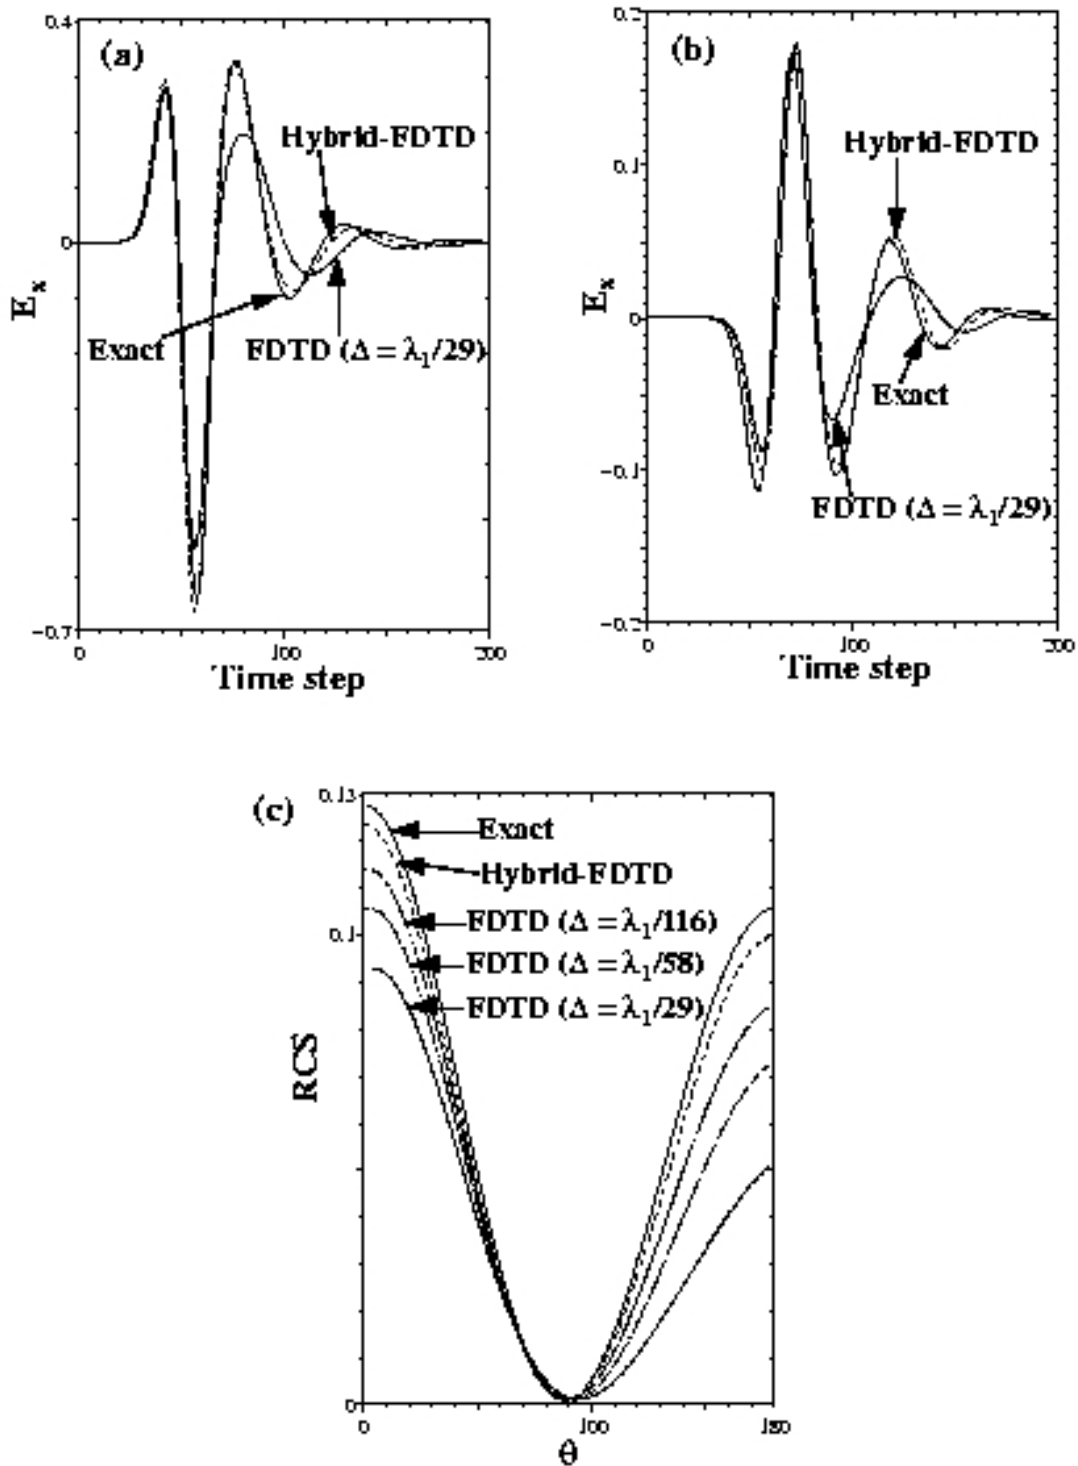 (a)
0.4
0
−0.7
0
100
200
E_x
Time step
Hybrid-FDTD
Exact
FDTD (Δ = λ₁/29)
(b)
0.2
0.1
0
−0.1
−0.2
0
100
200
E_x
Time step
Hybrid-FDTD
Exact
FDTD (Δ = λ₁/29)
(c)
0.13
0.1
0
0
100
180
RCS
θ
Exact
Hybrid-FDTD
FDTD (Δ = λ₁/116)
FDTD (Δ = λ₁/58)
FDTD (Δ = λ₁/29)